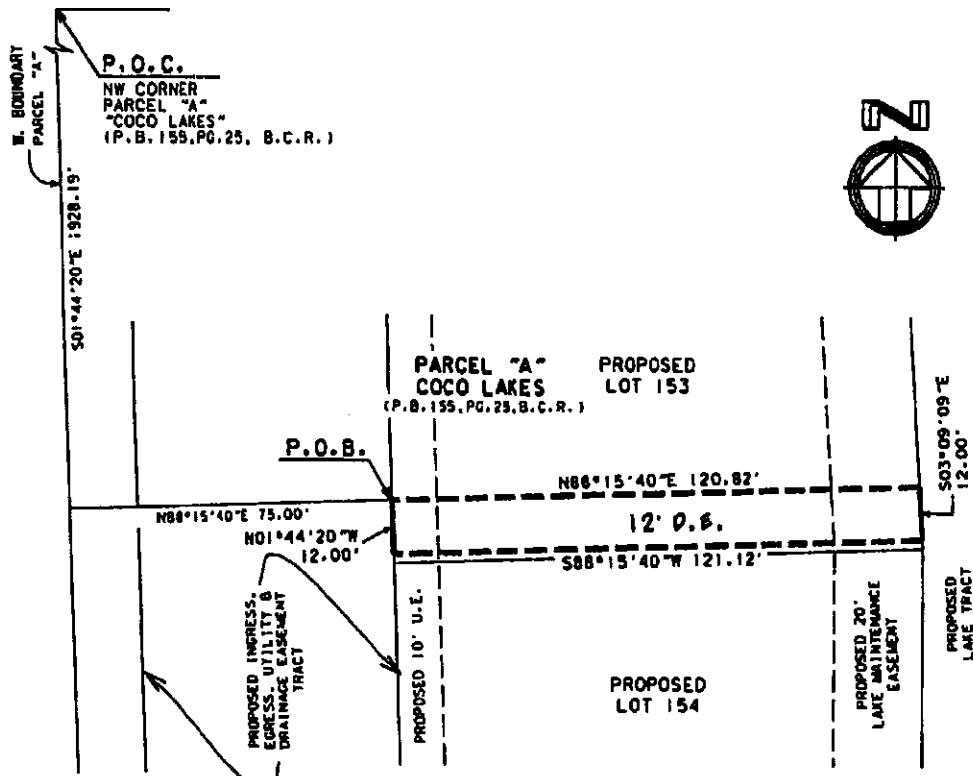 P.O.C.
NW CORNER
PARCEL "A"
"COCO LAKES"
(P.B.155,PG.25, B.C.R.)
W. BOUNDARY
PARCEL "A"
S01°44'20"E 1928.19'
N
PARCEL "A"
COCO LAKES
(P.B.155,PG.25,B.C.R.)
PROPOSED
LOT 153
P.O.B.
N88°15'40"E 120.82'
S03°09'09"E
12.00'
N88°15'40"E 75.00'
N01°44'20"W
12.00'
12' D.E.
S88°15'40"W 121.12'
PROPOSED INGRESS,
EGRESS, UTILITY &
DRAINAGE EASEMENT
TRACT
PROPOSED 10' U.E.
PROPOSED
LOT 154
PROPOSED 20'
LAKE MAINTENANCE
EASEMENT
PROPOSED
LAKE TRACT